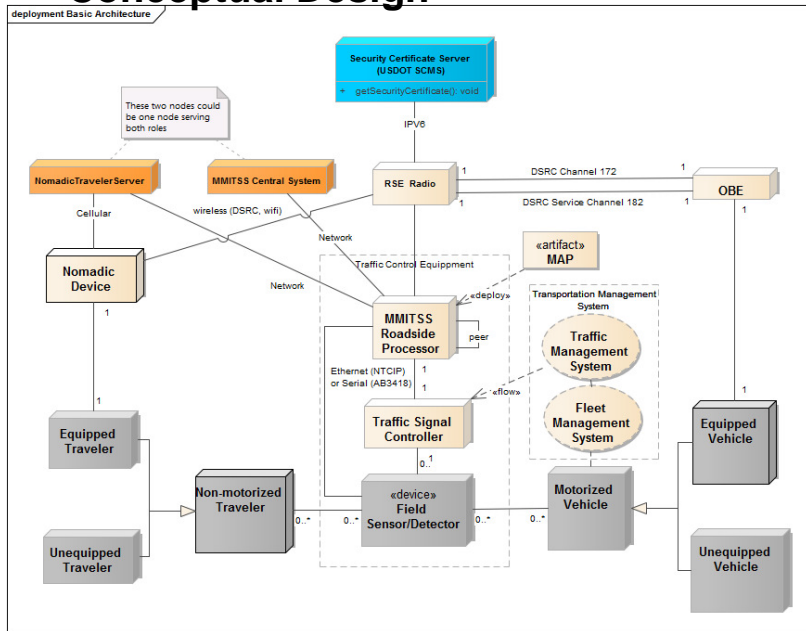 Conceptual Design
deployment Basic Architecture
Security Certificate Server
(USDOT SCMS)
+ getSecurityCertificate(): void
These two nodes could
be one node serving
both roles
IPV6
NomadicTravelerServer
MMITSS Central System
RSE Radio
1
DSRC Channel 172
1
OBE
1
DSRC Service Channel 182
1
1
Cellular
wireless (DSRC, wifi)
Network
«artifact»
MAP
Nomadic
Device
Traffic Control Equippment
Network
«deploy»
Transportation Management
System
1
MMITSS
Roadside
Processor
peer
Traffic
Management
System
Ethernet (NTCIP)
or Serial (AB3418)
1
1
«flow»
Fleet
Management
System
1
1
Equipped
Traveler
Traffic Signal
Controller
Equipped
Vehicle
1
0..*
Non-motorized
Traveler
«device»
Field
Sensor/Detector
Motorized
Vehicle
0..*
0..*
0..*
0..*
Unequipped
Traveler
Unequipped
Vehicle